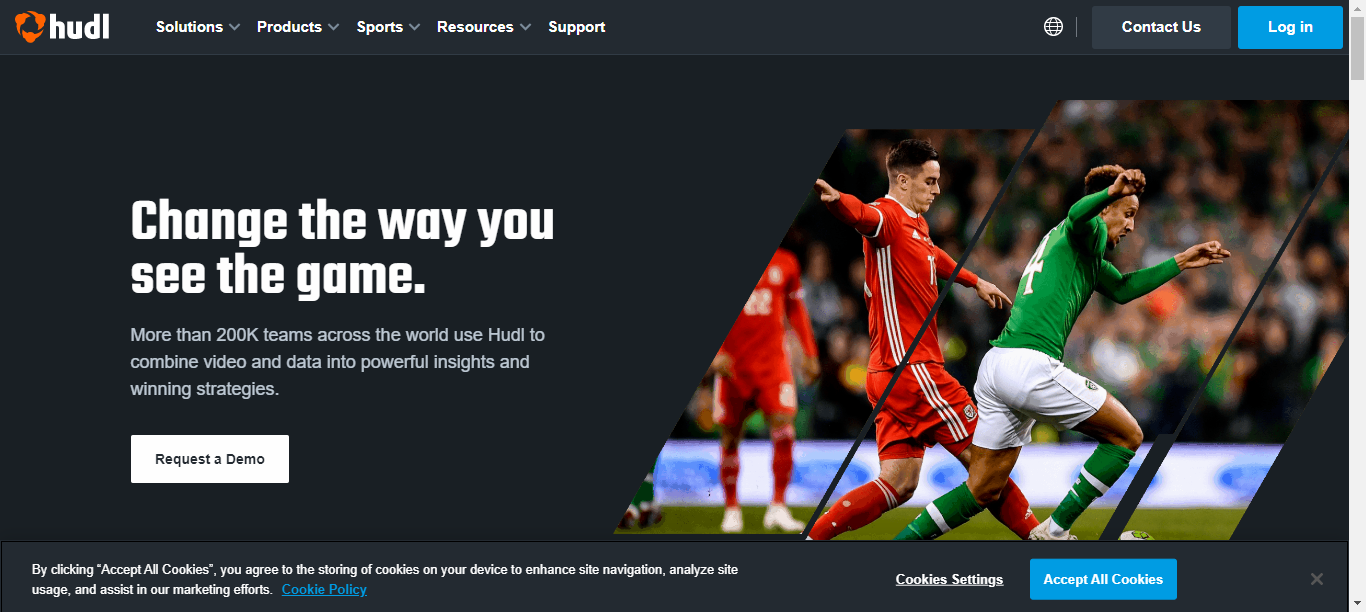 hudl
Solutions
Products
Sports
Resources
Support
Contact Us
Log in
Change the way you
see the game.
More than 200K teams across the world use Hudl to
combine video and data into powerful insights and
winning strategies.
Request a Demo
22
11
4
By clicking “Accept All Cookies”, you agree to the storing of cookies on your device to enhance site navigation, analyze site
usage, and assist in our marketing efforts. Cookie Policy
Cookies Settings
Accept All Cookies